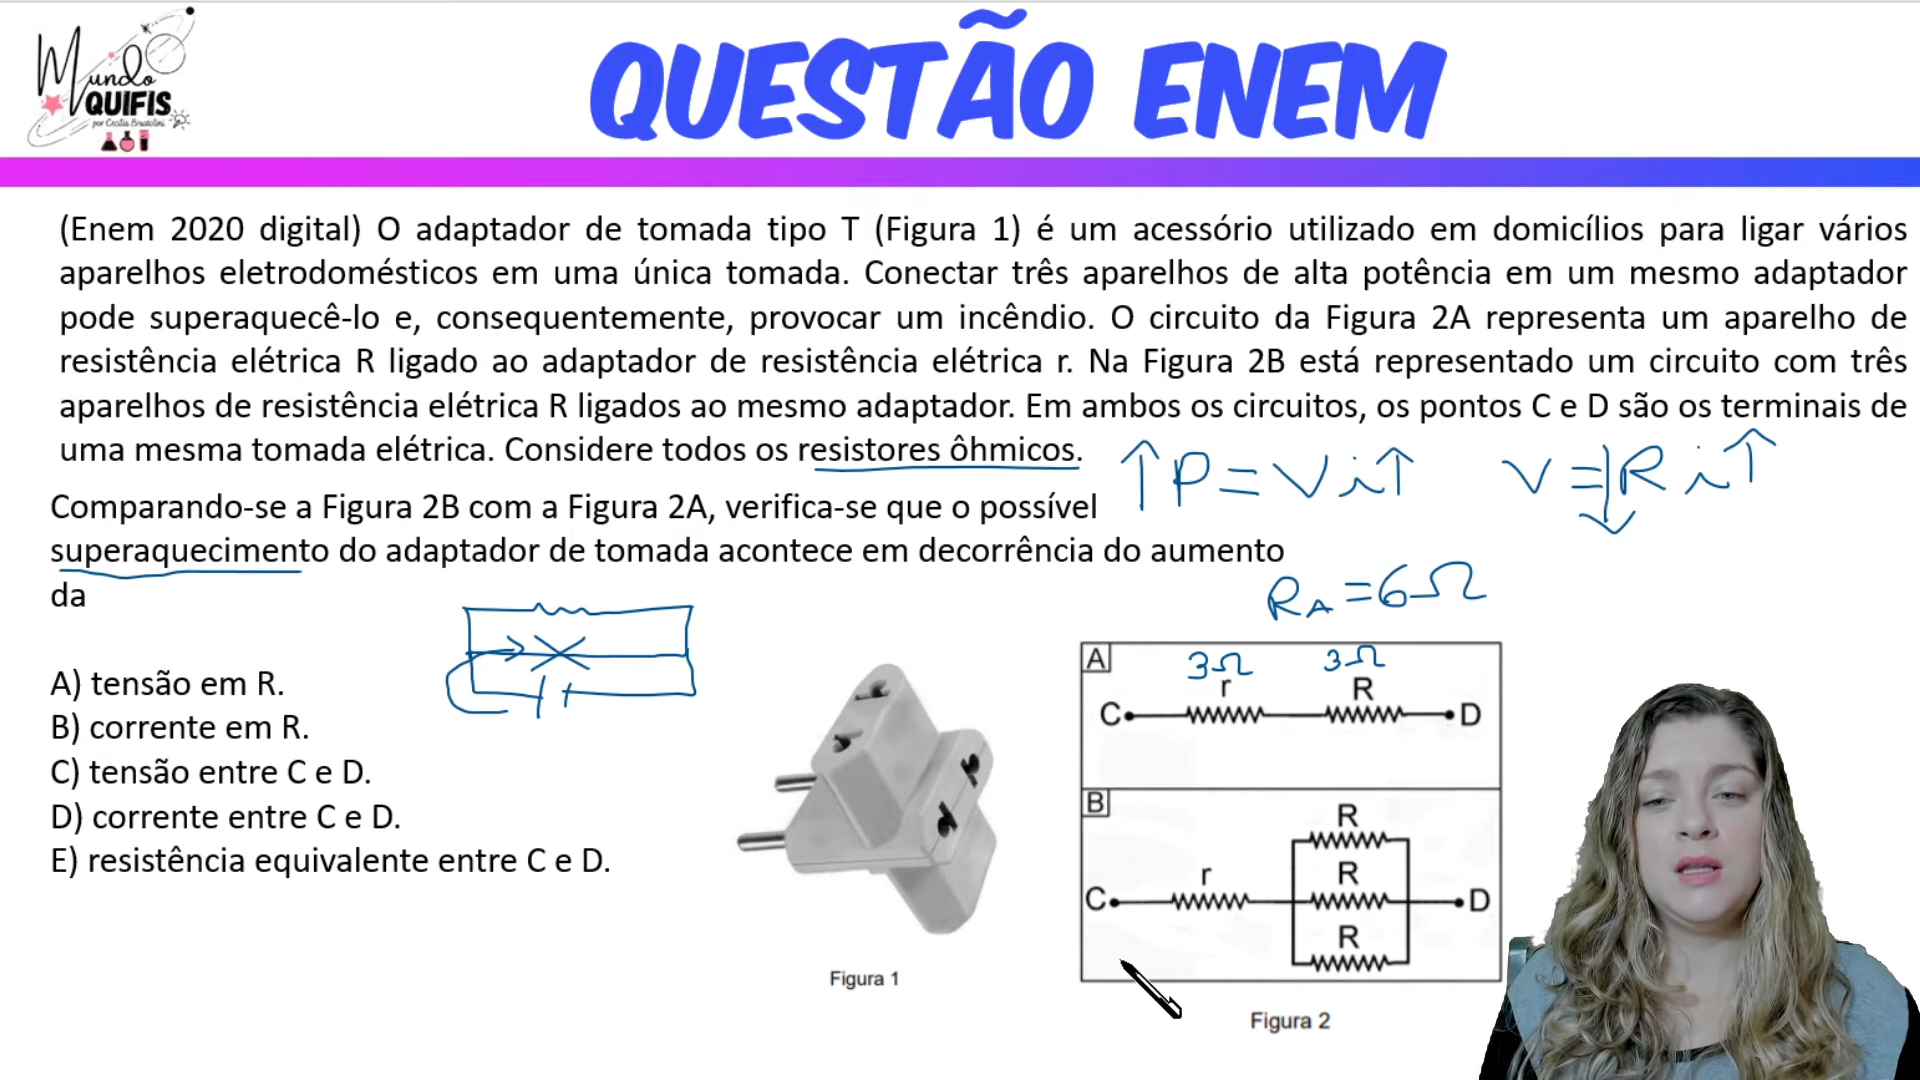 Mundo
QUIFIS
por Cecília Brustolini
QUESTÃO ENEM
(Enem 2020 digital) O adaptador de tomada tipo T (Figura 1) é um acessório utilizado em domicílios para ligar vários
aparelhos eletrodomésticos em uma única tomada. Conectar três aparelhos de alta potência em um mesmo adaptador
pode superaquecê-lo e, consequentemente, provocar um incêndio. O circuito da Figura 2A representa um aparelho de
resistência elétrica R ligado ao adaptador de resistência elétrica r. Na Figura 2B está representado um circuito com três
aparelhos de resistência elétrica R ligados ao mesmo adaptador. Em ambos os circuitos, os pontos C e D são os terminais de
uma mesma tomada elétrica. Considere todos os resistores ôhmicos.
↑P=Vi↑ V=↓Ri↑
Comparando-se a Figura 2B com a Figura 2A, verifica-se que o possível
superaquecimento do adaptador de tomada acontece em decorrência do aumento
da
R_A=6Ω
A) tensão em R.
B) corrente em R.
C) tensão entre C e D.
D) corrente entre C e D.
E) resistência equivalente entre C e D.
Figura 1
A
3Ω 3Ω
r R
C D
B
R
r R
C D
R
Figura 2